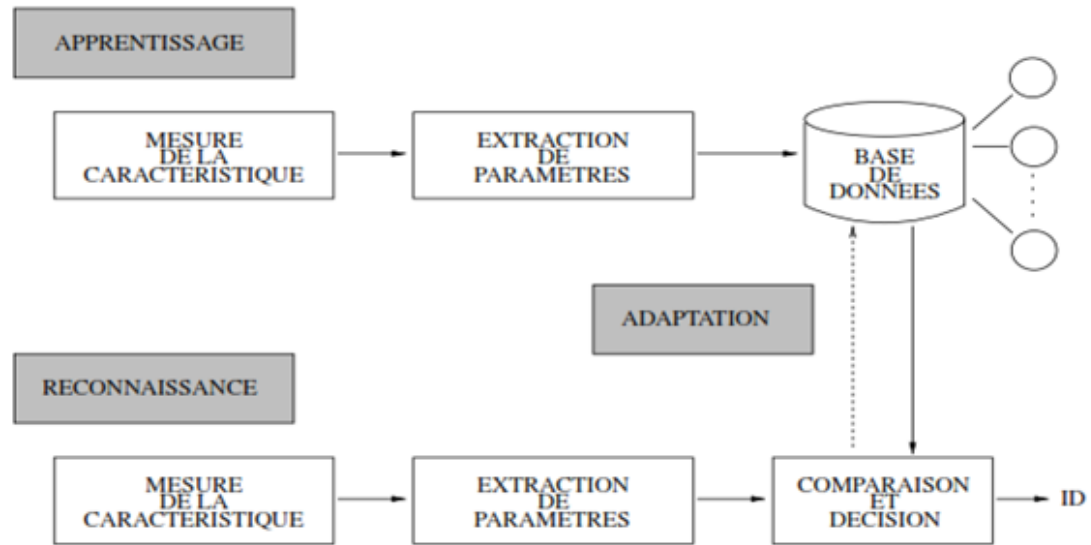 APPRENTISSAGE
MESURE
DE LA
CARACTERISTIQUE
EXTRACTION
DE
PARAMETRES
BASE
DE
DONNEES
ADAPTATION
RECONNAISSANCE
MESURE
DE LA
CARACTERISTIQUE
EXTRACTION
DE
PARAMETRES
COMPARAISON
ET
DECISION
ID